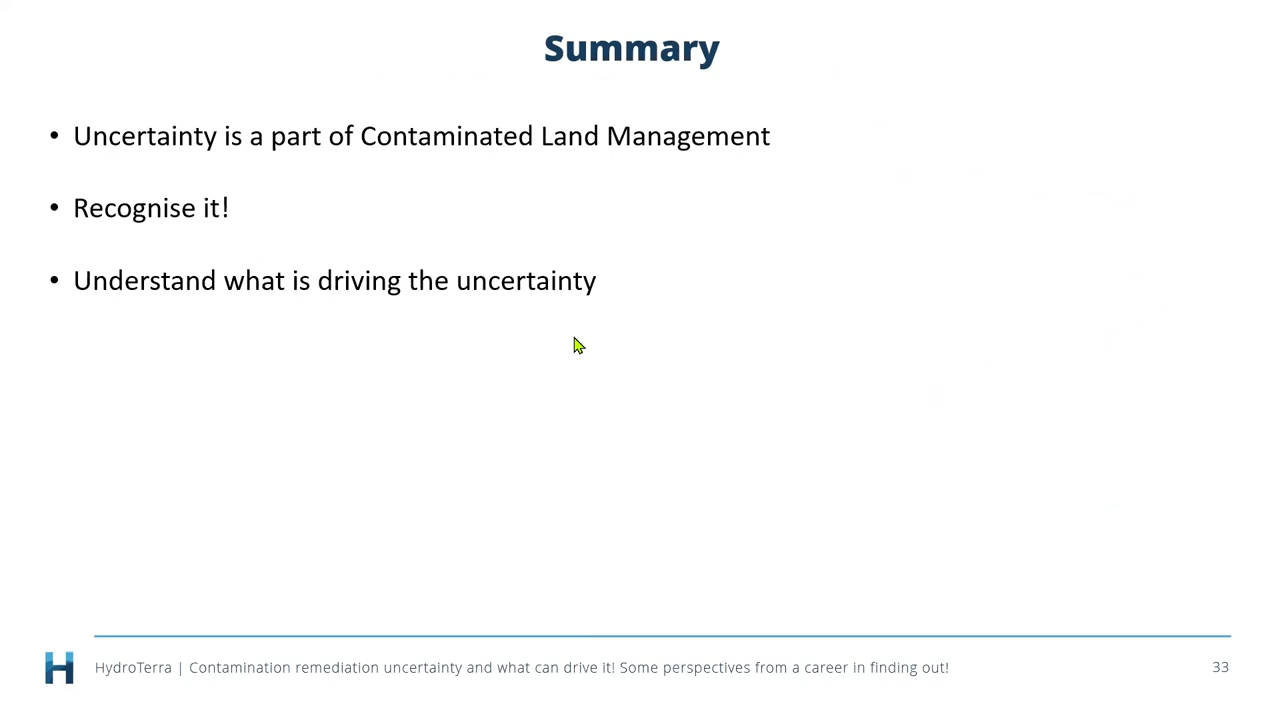 Summary
• Uncertainty is a part of Contaminated Land Management
• Recognise it!
• Understand what is driving the uncertainty
HydroTerra | Contamination remediation uncertainty and what can drive it! Some perspectives from a career in finding out!
33